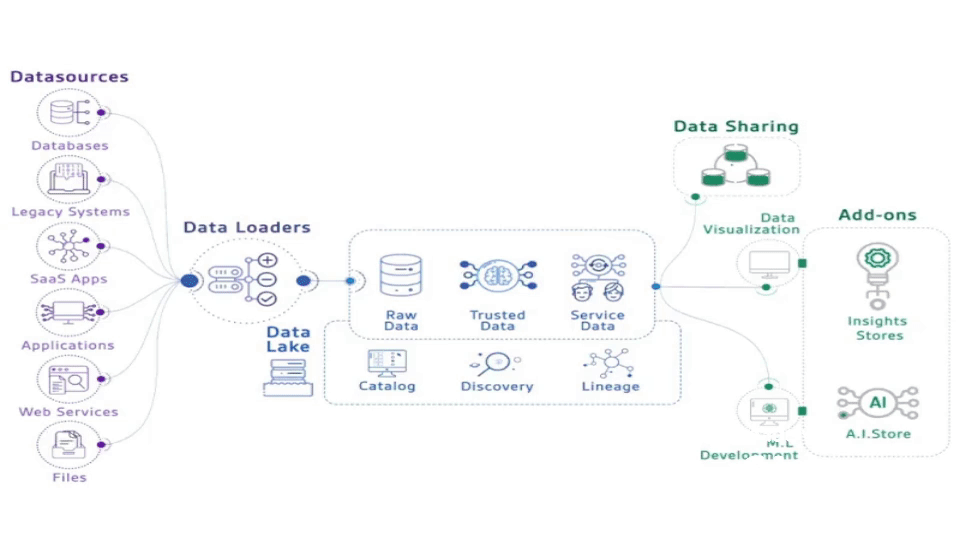 Datasources
Databases
Legacy Systems
SaaS Apps
Applications
Web Services
Files
Data Loaders
Data
Lake
Raw
Data
Trusted
Data
Service
Data
Catalog
Discovery
Lineage
Data Sharing
Data
Visualization
M.L
Development
Add-ons
Insights
Stores
AI
A.I.Store